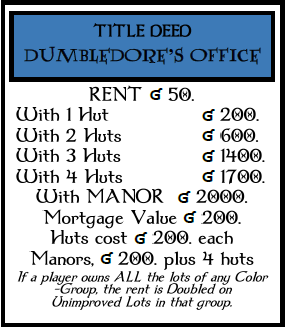 TITLE DEED
DUMBLEDORE'S OFFICE
RENT G 50.
With 1 Hut G 200.
With 2 Huts G 600.
With 3 Huts G 1400.
With 4 Huts G 1700.
With MANOR G 2000.
Mortgage Value G 200.
Huts cost G 200. each
Manors, G 200. plus 4 huts
If a player owns ALL the lots of any Color
-Group, the rent is Doubled on
Unimproved Lots in that group.